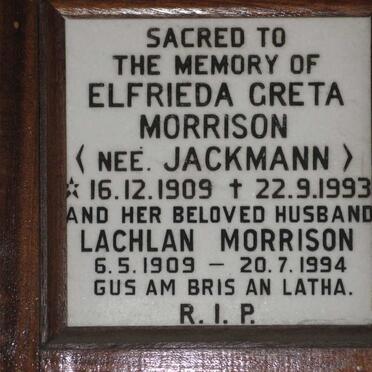 SACRED TO
THE MEMORY OF
ELFRIEDA GRETA
MORRISON
〈 NEÉ. JACKMANN 〉
☆ 16.12.1909 ✝ 22.9.1993
AND HER BELOVED HUSBAND
LACHLAN MORRISON
6.5.1909 – 20.7.1994
GUS AM BRIS AN LATHA.
R. I. P.